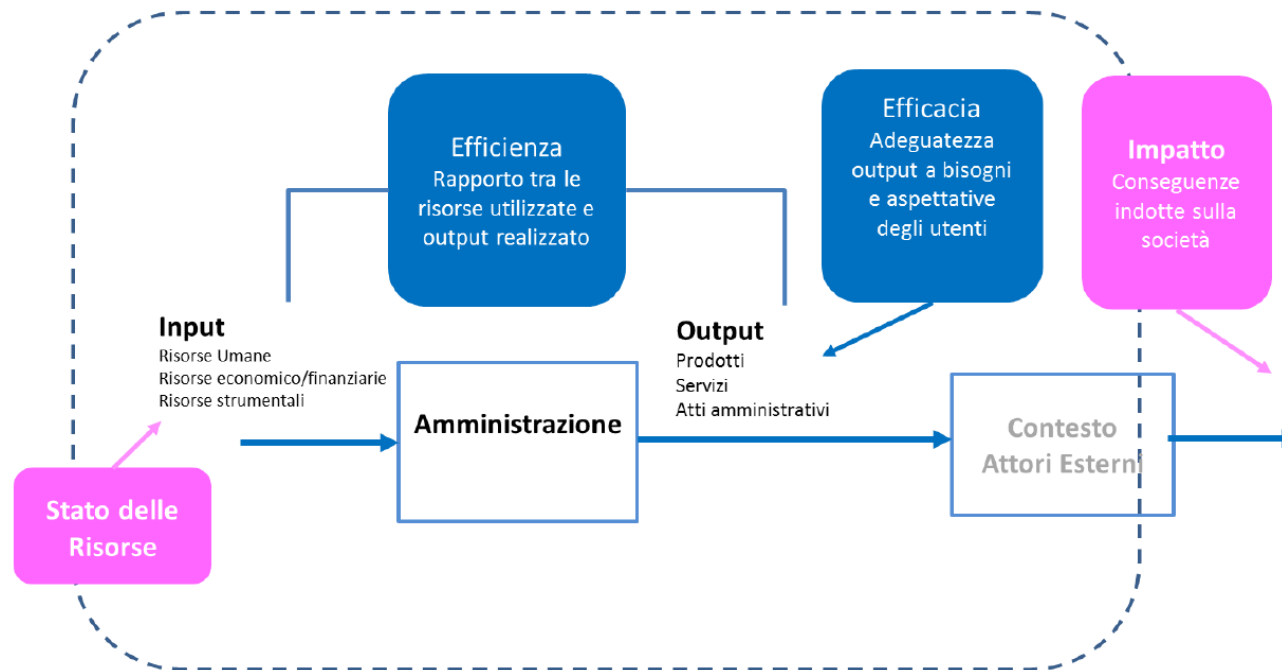 Efficienza
Rapporto tra le
risorse utilizzate e
output realizzato
Efficacia
Adeguatezza
output a bisogni
e aspettative
degli utenti
Impatto
Conseguenze
indotte sulla
società
Input
Risorse Umane
Risorse economico/finanziarie
Risorse strumentali
Output
Prodotti
Servizi
Atti amministrativi
Amministrazione
Contesto
Attori Esterni
Stato delle
Risorse